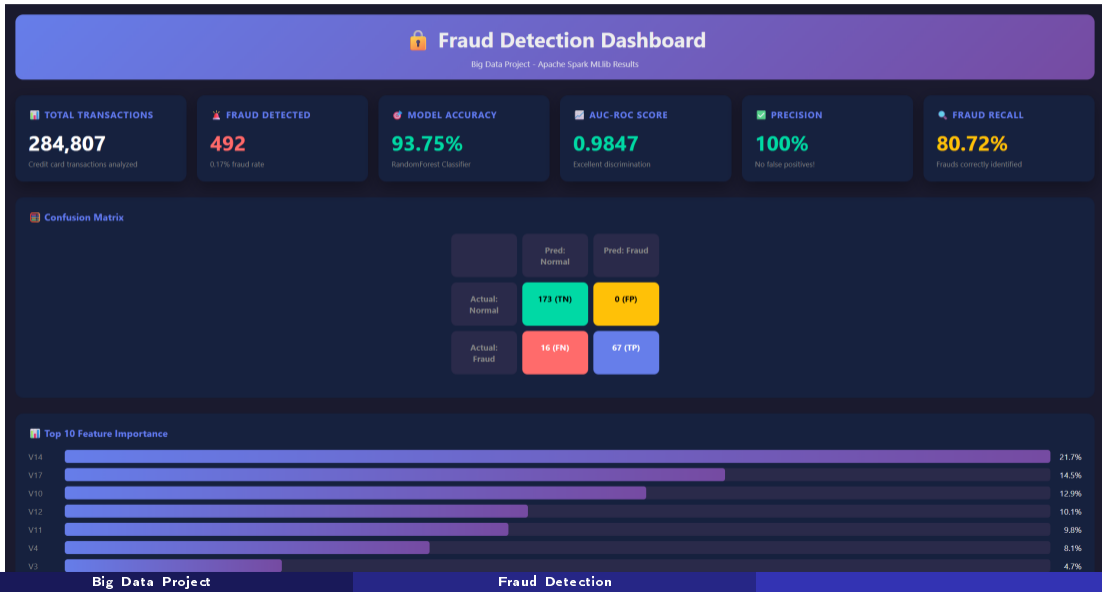 🔒 Fraud Detection Dashboard
Big Data Project - Apache Spark MLlib Results
TOTAL TRANSACTIONS
284,807
Credit card transactions analyzed
FRAUD DETECTED
492
0.17% fraud rate
MODEL ACCURACY
93.75%
RandomForest Classifier
AUC-ROC SCORE
0.9847
Excellent discrimination
PRECISION
100%
No false positives!
FRAUD RECALL
80.72%
Frauds correctly identified
Confusion Matrix
Pred:
Normal
Pred: Fraud
Actual:
Normal
173 (TN)
0 (FP)
Actual:
Fraud
16 (FN)
67 (TP)
Top 10 Feature Importance
V14 21.7%
V17 14.5%
V10 12.9%
V12 10.1%
V11 9.8%
V4 8.1%
V3 4.7%
Big Data Project
Fraud Detection